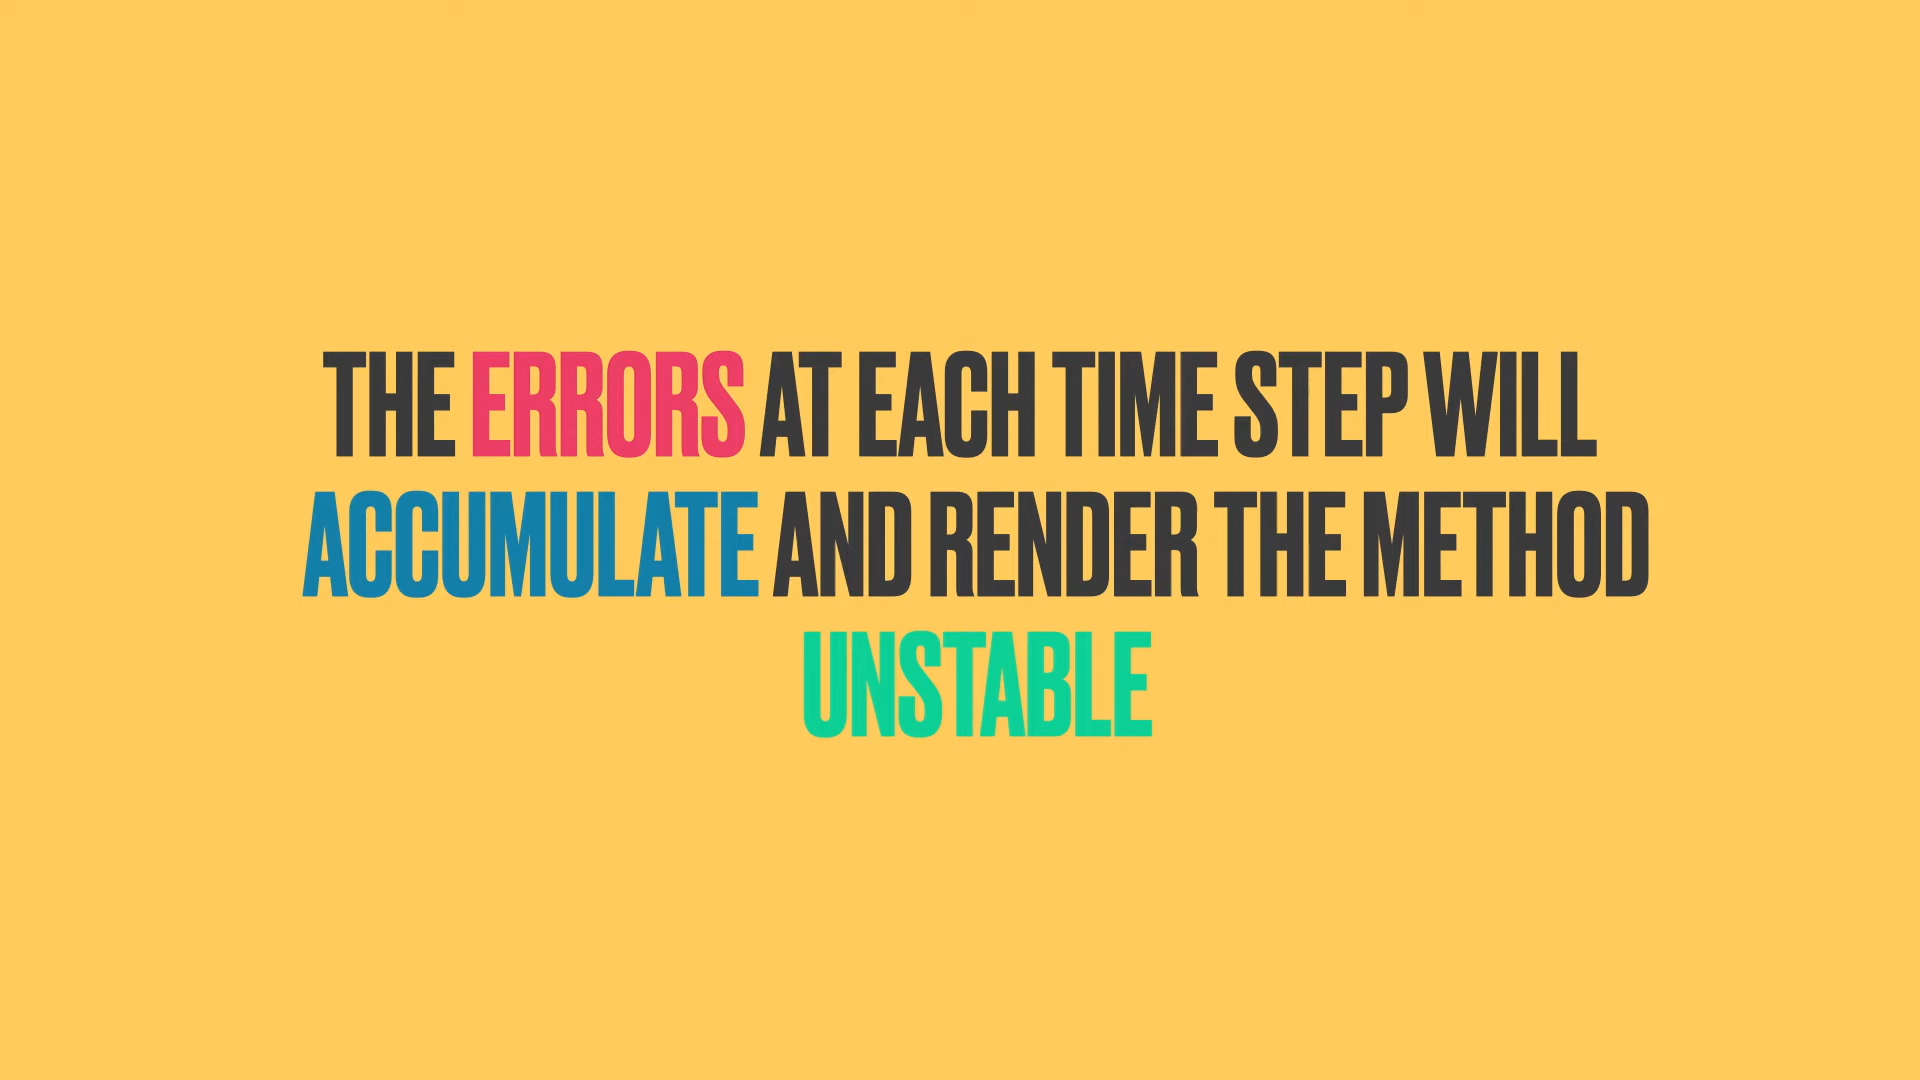 THE ERRORS AT EACH TIME STEP WILL
ACCUMULATE AND RENDER THE METHOD
UNSTABLE